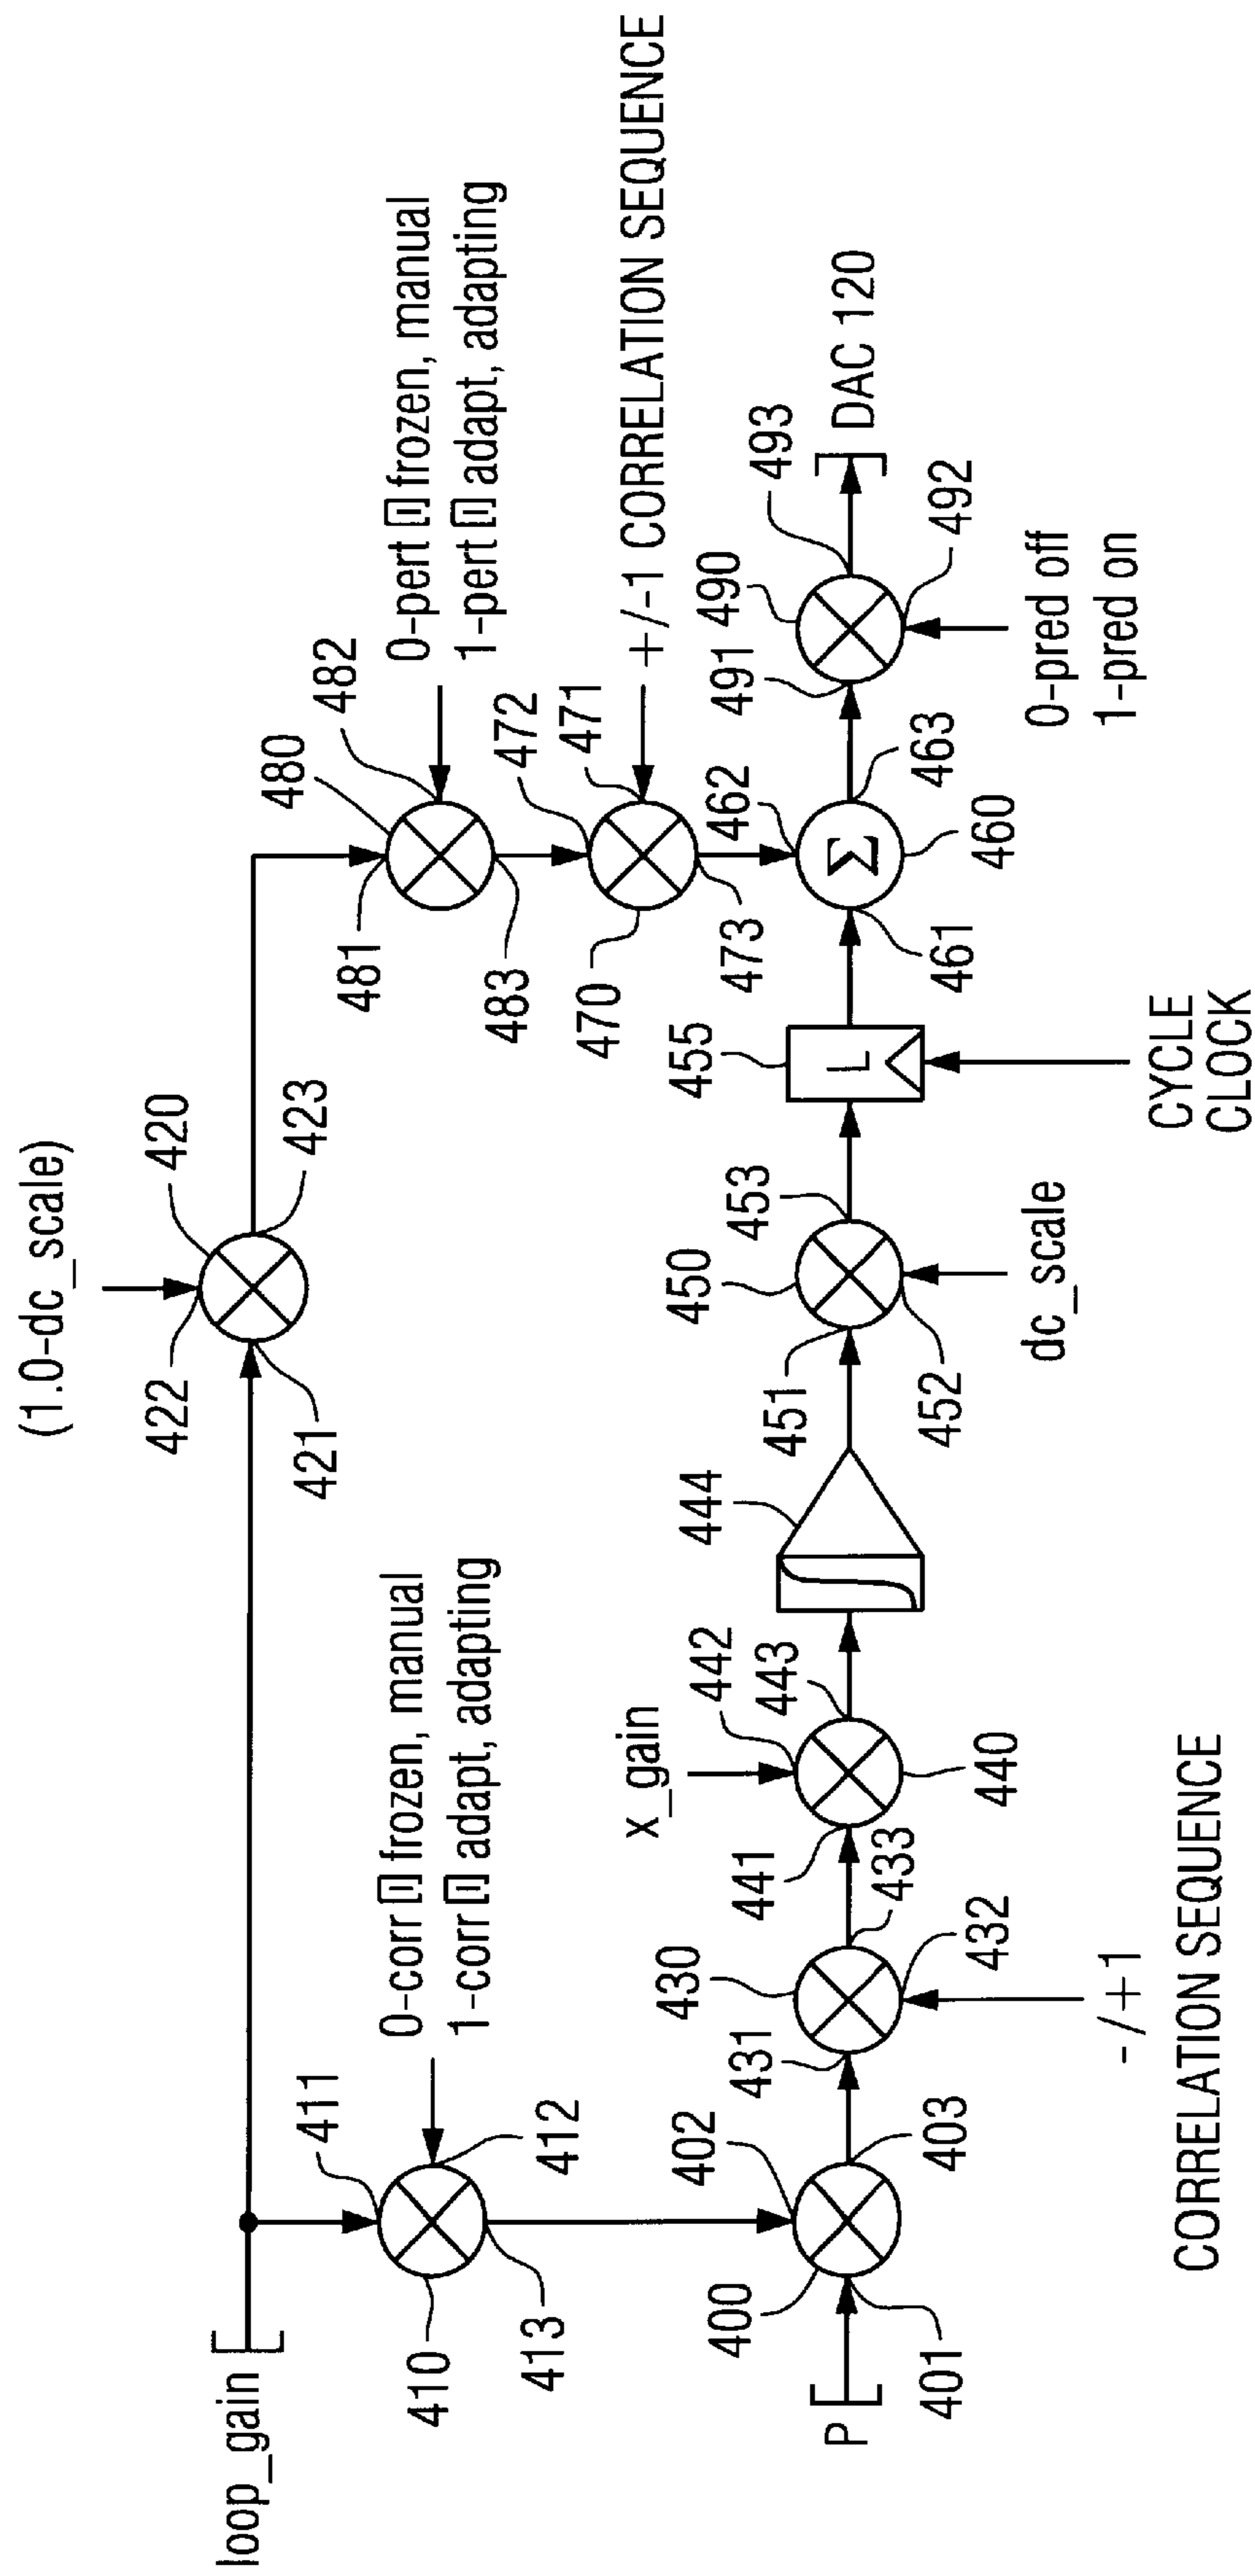 loop_gain
(1.0-dc_scale)
422
420
421
423
411
410
412
413
0-corr [i] frozen, manual
1-corr [i] adapt, adapting
480
481
482
483
0-pert [i] frozen, manual
1-pert [i] adapt, adapting
472
471
470
473
+/-1 CORRELATION SEQUENCE
P
400
402
401
403
431
430
433
432
-/+1
CORRELATION SEQUENCE
x_gain
441
442
443
440
444
451
450
453
452
dc_scale
455
L
CYCLE
CLOCK
462
Σ
461
460
463
491
490
493
492
0-pred off
1-pred on
DAC 120